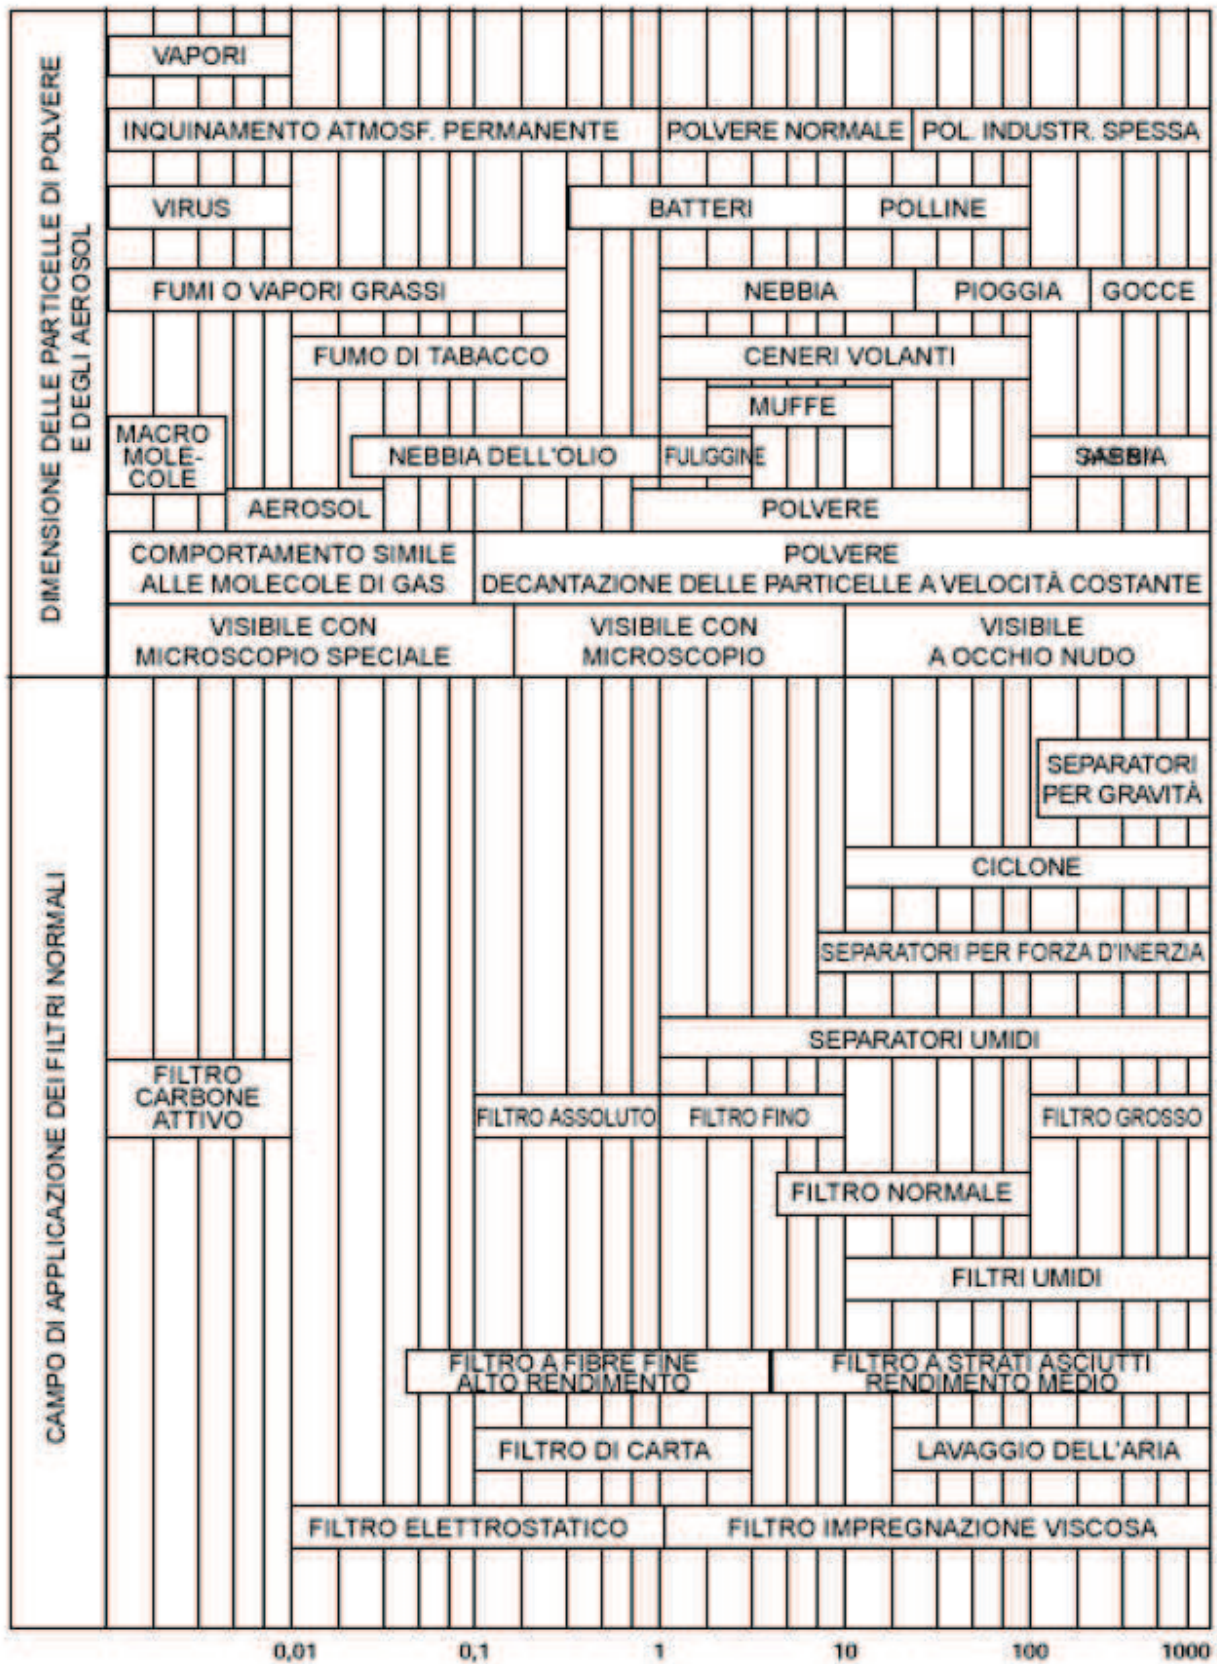 DIMENSIONE DELLE PARTICELLE DI POLVERE
E DEGLI AEROSOL
VAPORI
INQUINAMENTO ATMOSF. PERMANENTE
POLVERE NORMALE
POL. INDUSTR. SPESSA
VIRUS
BATTERI
POLLINE
FUMI O VAPORI GRASSI
NEBBIA
PIOGGIA
GOCCE
FUMO DI TABACCO
CENERI VOLANTI
MUFFE
MACRO
MOLE-
COLE
NEBBIA DELL'OLIO
FULIGGINE
AEROSOL
POLVERE
COMPORTAMENTO SIMILE
ALLE MOLECOLE DI GAS
POLVERE
DECANTAZIONE DELLE PARTICELLE A VELOCITÀ COSTANTE
VISIBILE CON
MICROSCOPIO SPECIALE
VISIBILE CON
MICROSCOPIO
VISIBILE
A OCCHIO NUDO
CAMPO DI APPLICAZIONE DEI FILTRI NORMALI
SEPARATORI
PER GRAVITÀ
CICLONE
SEPARATORI PER FORZA D'INERZIA
SEPARATORI UMIDI
FILTRO
CARBONE
ATTIVO
FILTRO ASSOLUTO
FILTRO FINO
FILTRO GROSSO
FILTRO NORMALE
FILTRI UMIDI
FILTRO A FIBRE FINE
ALTO RENDIMENTO
FILTRO A STRATI ASCIUTTI
RENDIMENTO MEDIO
FILTRO DI CARTA
LAVAGGIO DELL'ARIA
FILTRO ELETTROSTATICO
FILTRO IMPREGNAZIONE VISCOSA
0,01
0,1
1
10
100
1000